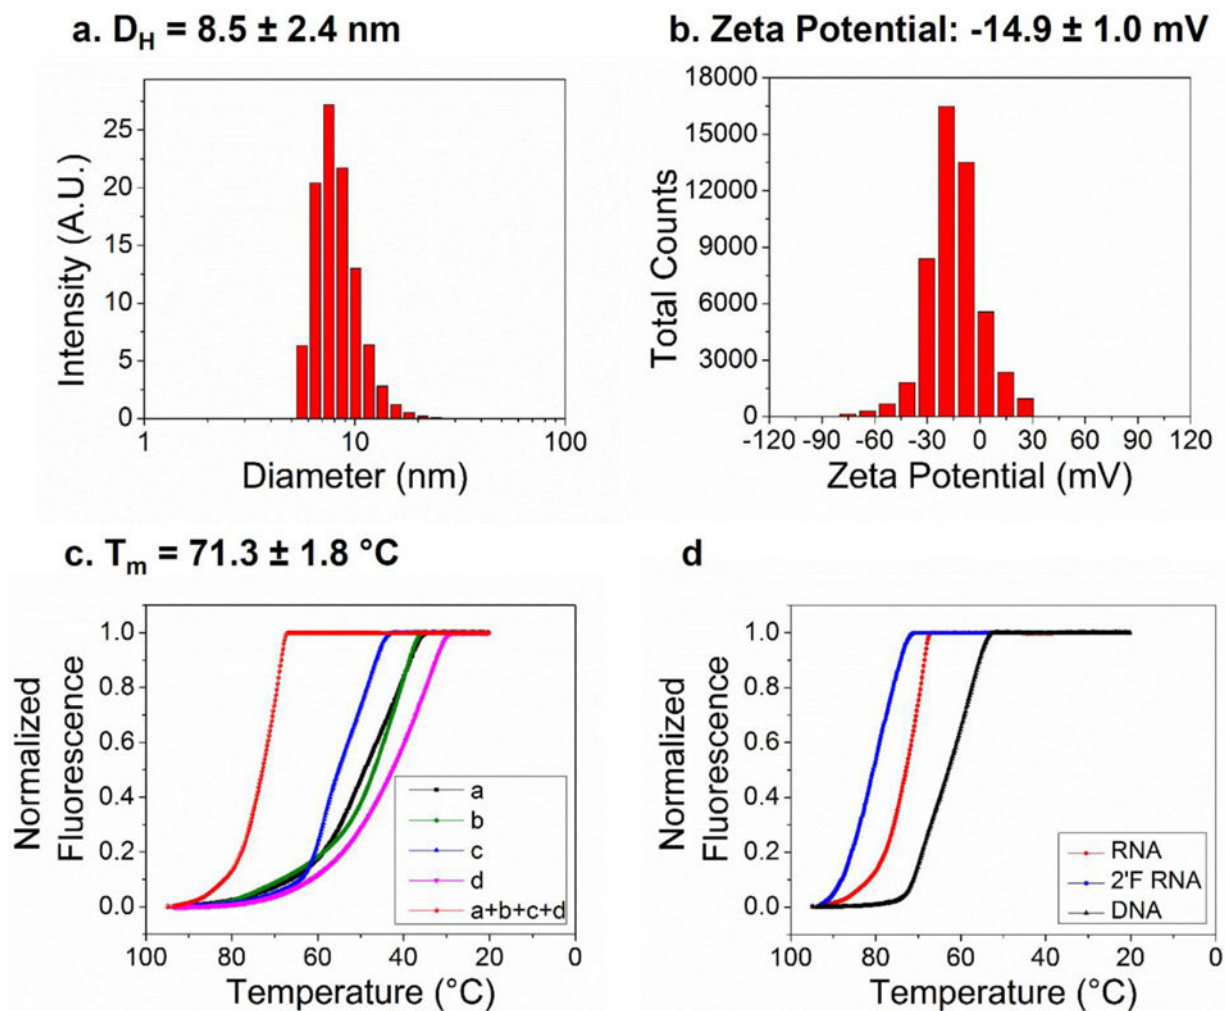 a. D_H = 8.5 ± 2.4 nm
Intensity (A.U.)
25
20
15
10
5
0
1
10
100
Diameter (nm)
b. Zeta Potential: -14.9 ± 1.0 mV
Total Counts
18000
15000
12000
9000
6000
3000
0
-120
-90
-60
-30
0
30
60
90
120
Zeta Potential (mV)
c. T_m = 71.3 ± 1.8 °C
Normalized
Fluorescence
1.0
0.8
0.6
0.4
0.2
0.0
a
b
c
d
a+b+c+d
100
80
60
40
20
0
Temperature (°C)
d
Normalized
Fluorescence
1.0
0.8
0.6
0.4
0.2
0.0
RNA
2'F RNA
DNA
100
80
60
40
20
0
Temperature (°C)